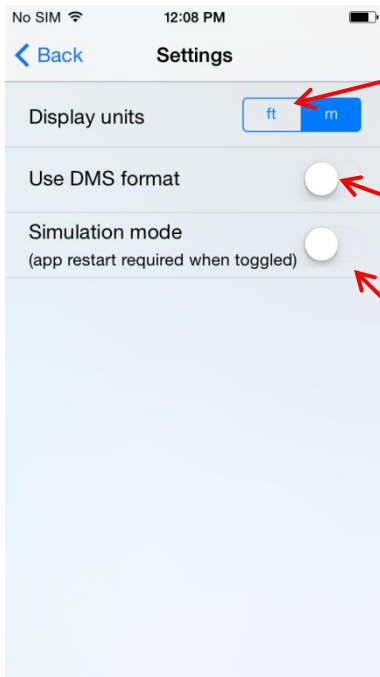 No SIM 12:08 PM
Back Settings
Display units ft m
Use DMS format
Simulation mode
(app restart required when toggled)